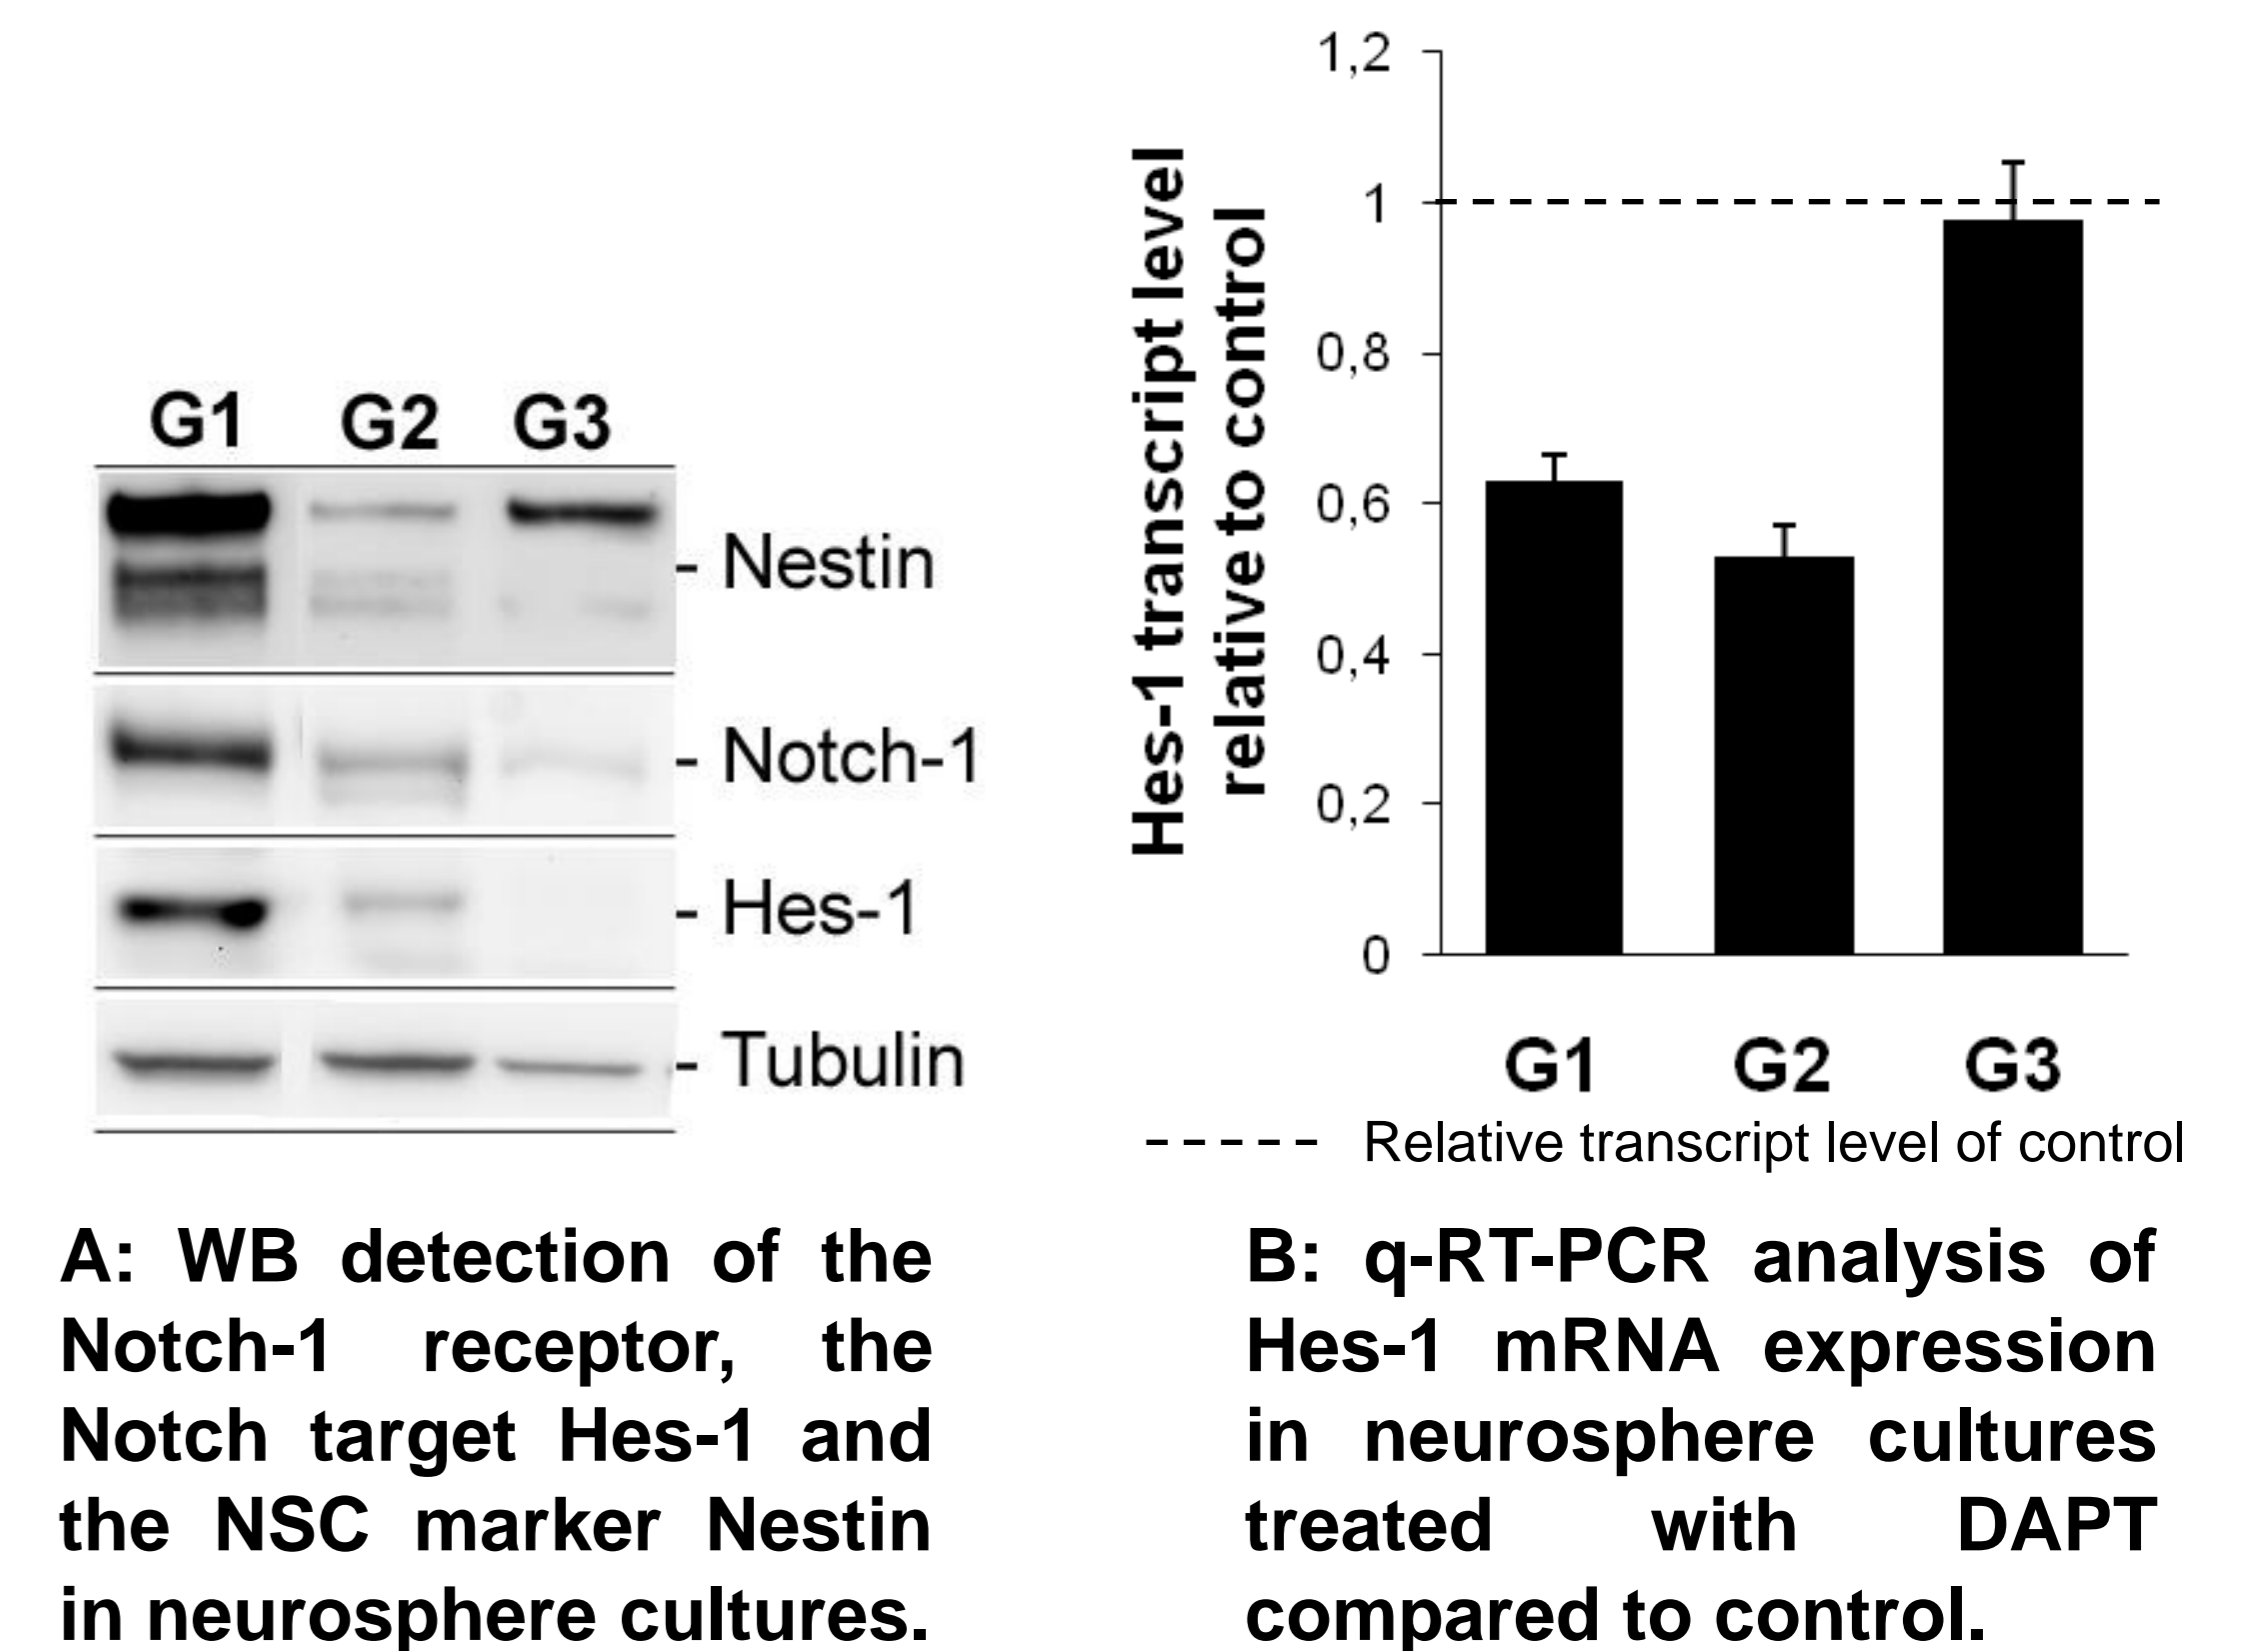 G1 G2 G3
- Nestin
- Notch-1
- Hes-1
- Tubulin
A: WB detection of the
Notch-1 receptor, the
Notch target Hes-1 and
the NSC marker Nestin
in neurosphere cultures.
Hes-1 transcript level
relative to control
1,2
1
0,8
0,6
0,4
0,2
0
G1 G2 G3
----- Relative transcript level of control
B: q-RT-PCR analysis of
Hes-1 mRNA expression
in neurosphere cultures
treated with DAPT
compared to control.